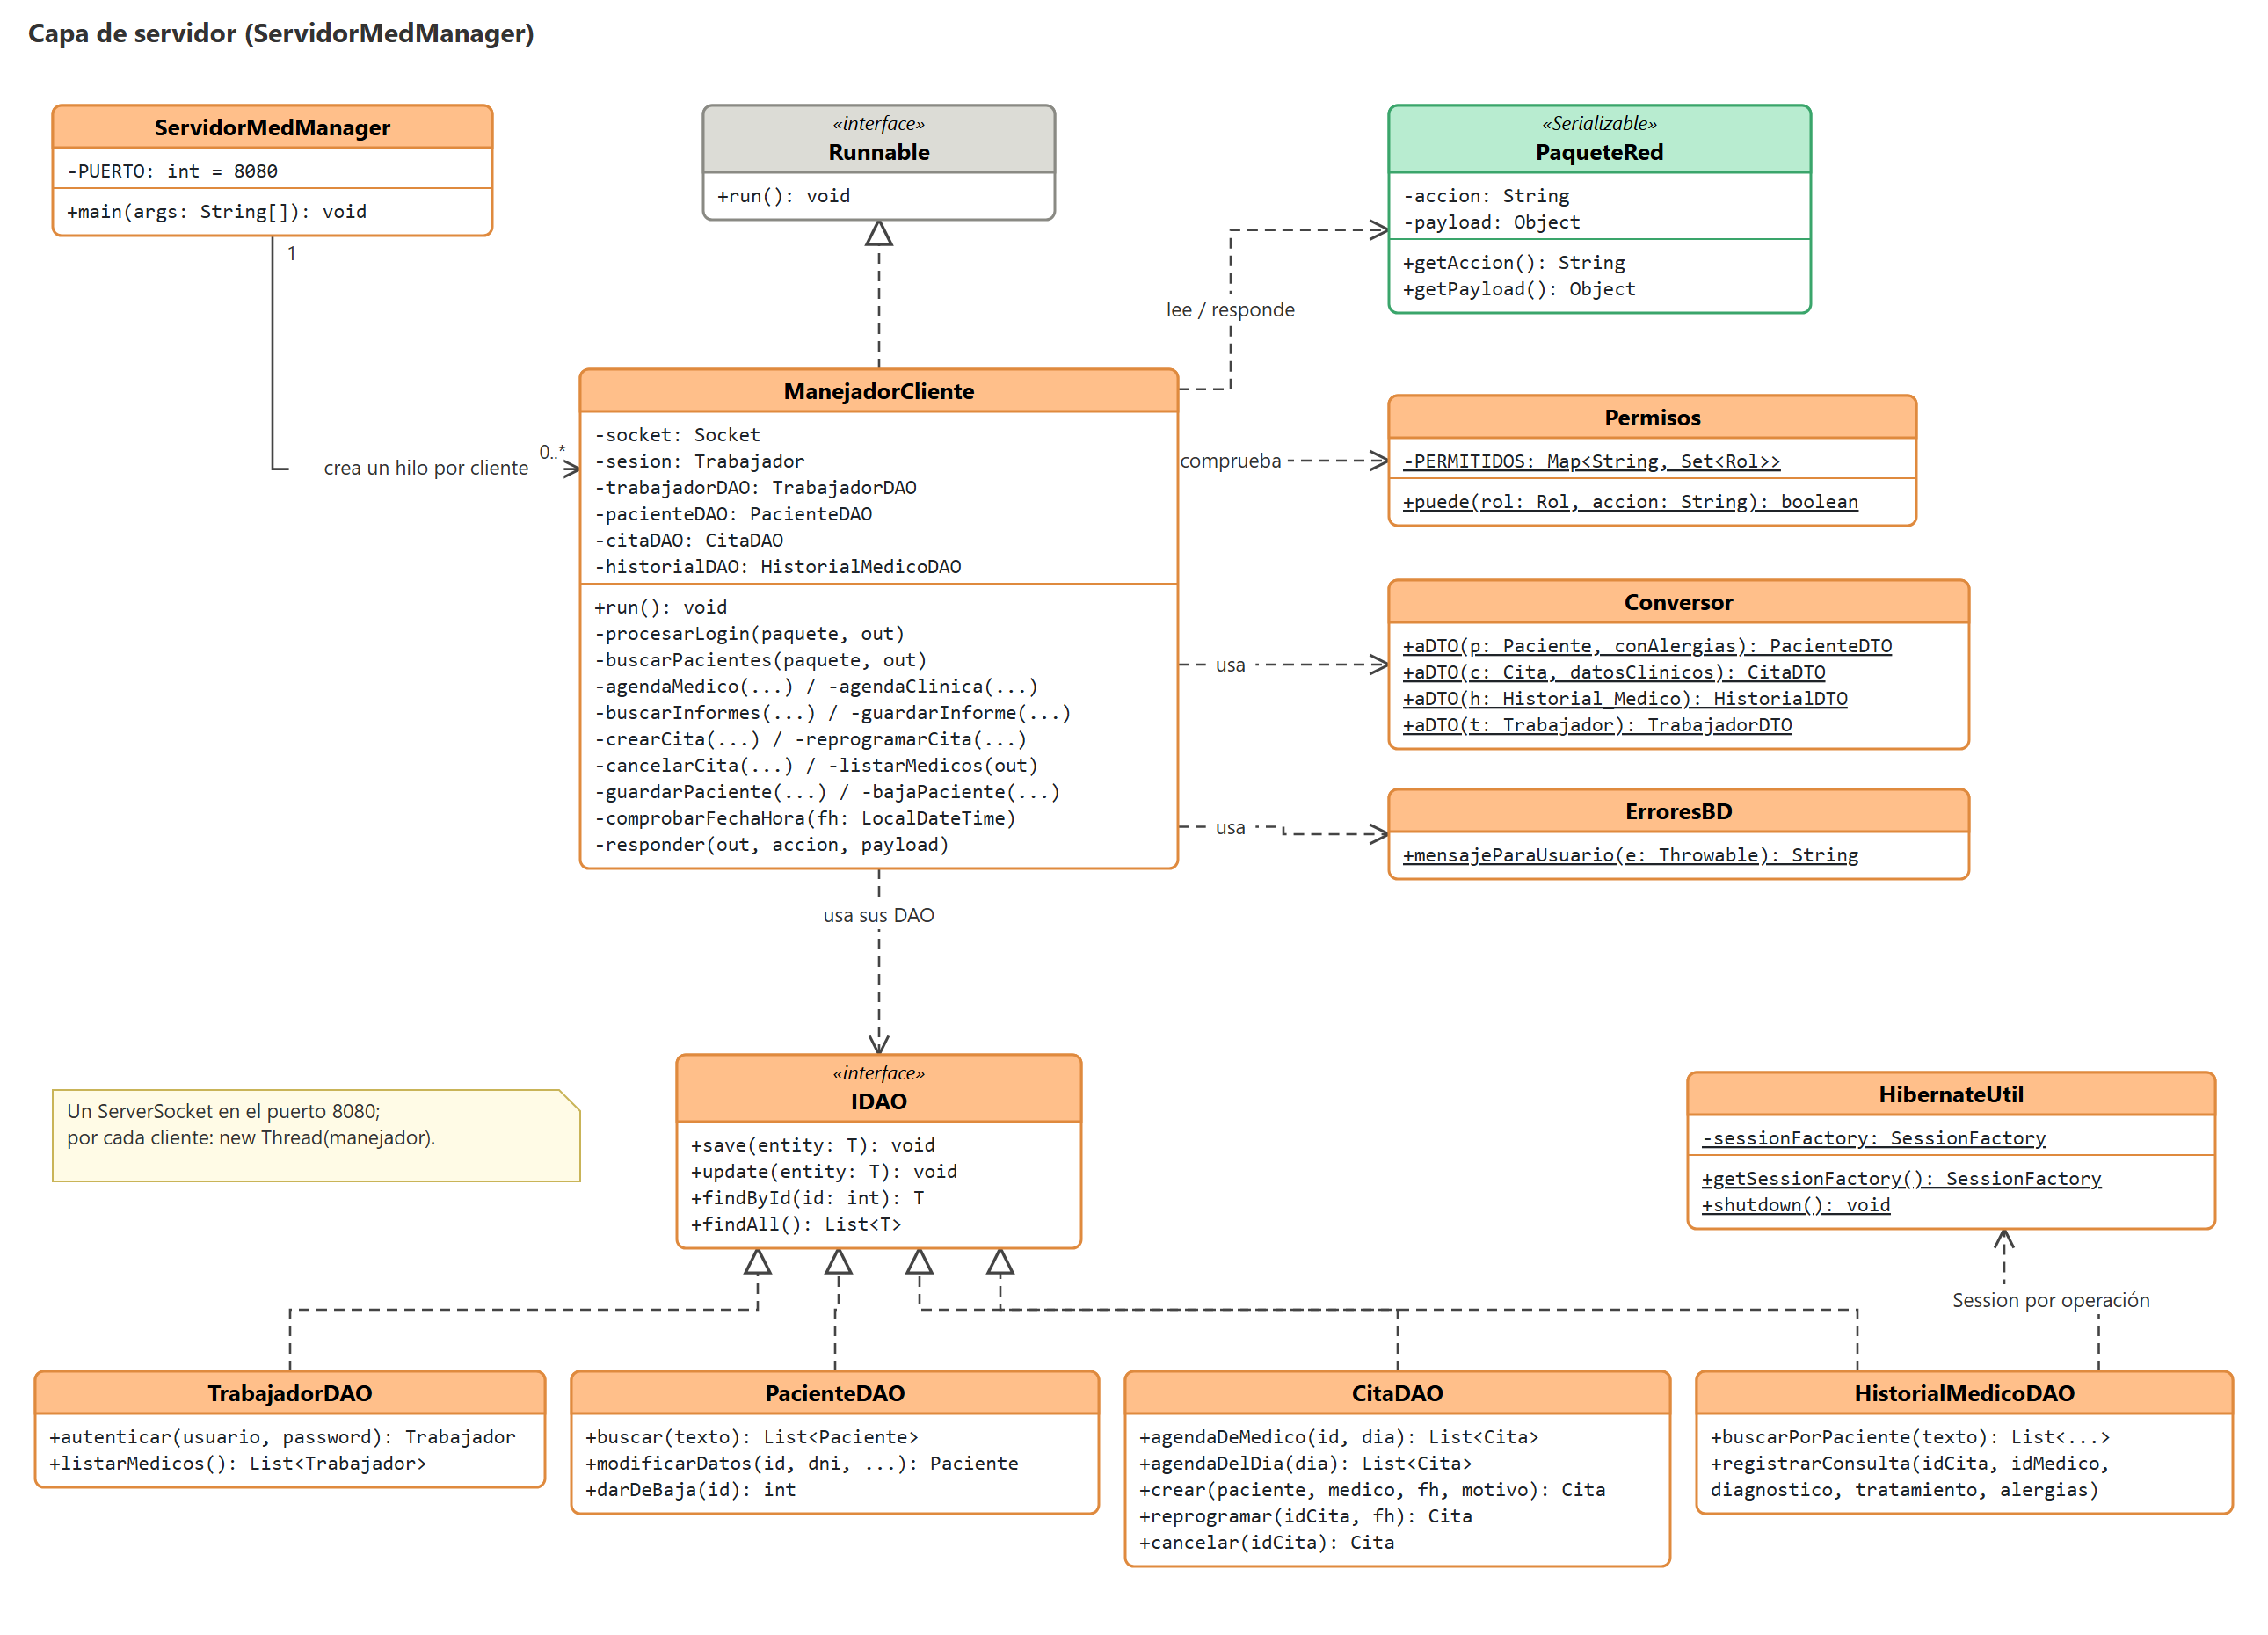 Capa de servidor (ServidorMedManager)
ServidorMedManager
-PUERTO: int = 8080
+main(args: String[]): void
1
«interface»
Runnable
+run(): void
«Serializable»
PaqueteRed
-accion: String
-payload: Object
+getAccion(): String
+getPayload(): Object
lee / responde
crea un hilo por cliente
0..*
ManejadorCliente
-socket: Socket
-sesion: Trabajador
-trabajadorDAO: TrabajadorDAO
-pacienteDAO: PacienteDAO
-citaDAO: CitaDAO
-historialDAO: HistorialMedicoDAO
+run(): void
-procesarLogin(paquete, out)
-buscarPacientes(paquete, out)
-agendaMedico(...) / -agendaClinica(...)
-buscarInformes(...) / -guardarInforme(...)
-crearCita(...) / -reprogramarCita(...)
-cancelarCita(...) / -listarMedicos(out)
-guardarPaciente(...) / -bajaPaciente(...)
-comprobarFechaHora(fh: LocalDateTime)
-responder(out, accion, payload)
comprueba
Permisos
-PERMITIDOS: Map<String, Set<Rol>>
+puede(rol: Rol, accion: String): boolean
usa
Conversor
+aDTO(p: Paciente, conAlergias): PacienteDTO
+aDTO(c: Cita, datosClinicos): CitaDTO
+aDTO(h: Historial_Medico): HistorialDTO
+aDTO(t: Trabajador): TrabajadorDTO
usa
ErroresBD
+mensajeParaUsuario(e: Throwable): String
usa sus DAO
Un ServerSocket en el puerto 8080;
por cada cliente: new Thread(manejador).
«interface»
IDAO
+save(entity: T): void
+update(entity: T): void
+findById(id: int): T
+findAll(): List<T>
HibernateUtil
-sessionFactory: SessionFactory
+getSessionFactory(): SessionFactory
+shutdown(): void
Session por operación
TrabajadorDAO
+autenticar(usuario, password): Trabajador
+listarMedicos(): List<Trabajador>
PacienteDAO
+buscar(texto): List<Paciente>
+modificarDatos(id, dni, ...): Paciente
+darDeBaja(id): int
CitaDAO
+agendaDeMedico(id, dia): List<Cita>
+agendaDelDia(dia): List<Cita>
+crear(paciente, medico, fh, motivo): Cita
+reprogramar(idCita, fh): Cita
+cancelar(idCita): Cita
HistorialMedicoDAO
+buscarPorPaciente(texto): List<...>
+registrarConsulta(idCita, idMedico,
diagnostico, tratamiento, alergias)